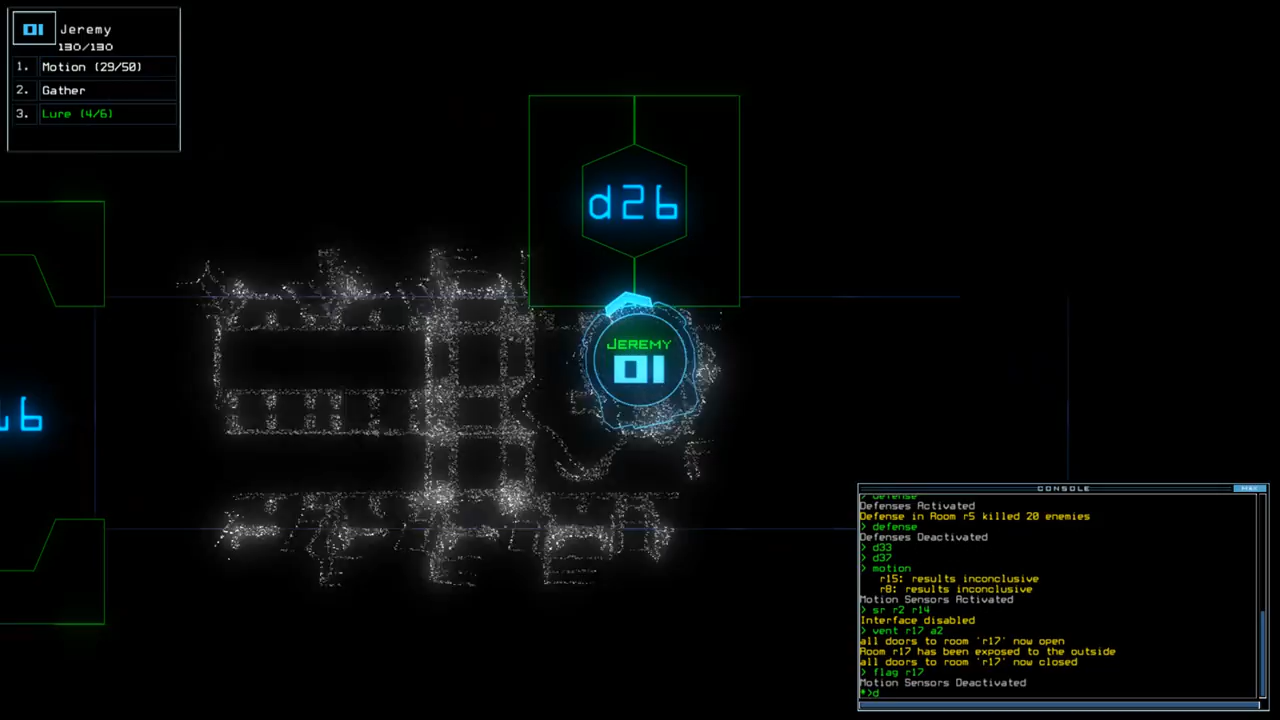 01 Jeremy
130/130
1. Motion (29/50)
2. Gather
3. Lure (4/6)
d26
JEREMY
01
6
CONSOLE
> defense
Defenses Activated
Defense in Room r5 killed 20 enemies
> defense
Defenses Deactivated
> d33
> d37
> motion
r15: results inconclusive
r8: results inconclusive
Motion Sensors Activated
> sr r2 r14
Interface disabled
> vent r17 a2
all doors to room 'r17' now open
Room r17 has been exposed to the outside
all doors to room 'r17' now closed
> flag r17
Motion Sensors Deactivated
*>d